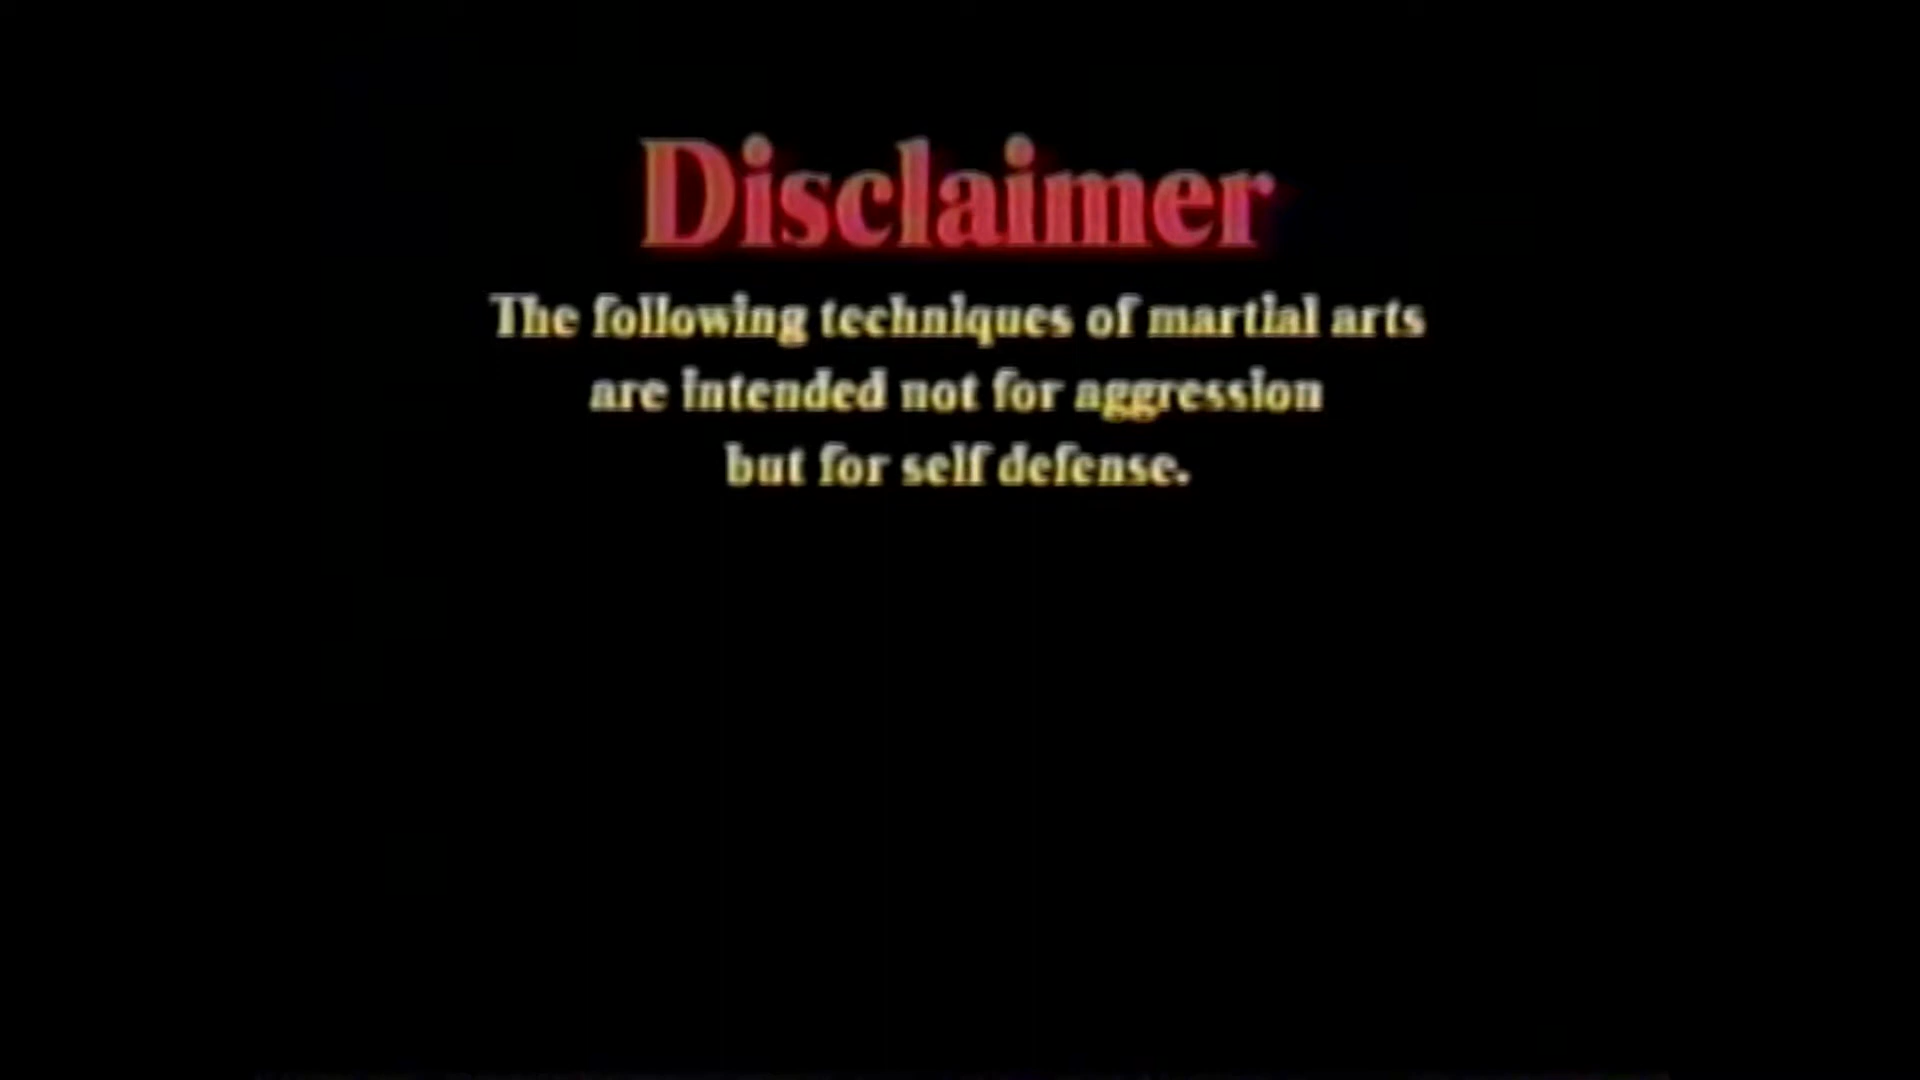 Disclaimer
The following techniques of martial arts
are intended not for aggression
but for self defense.